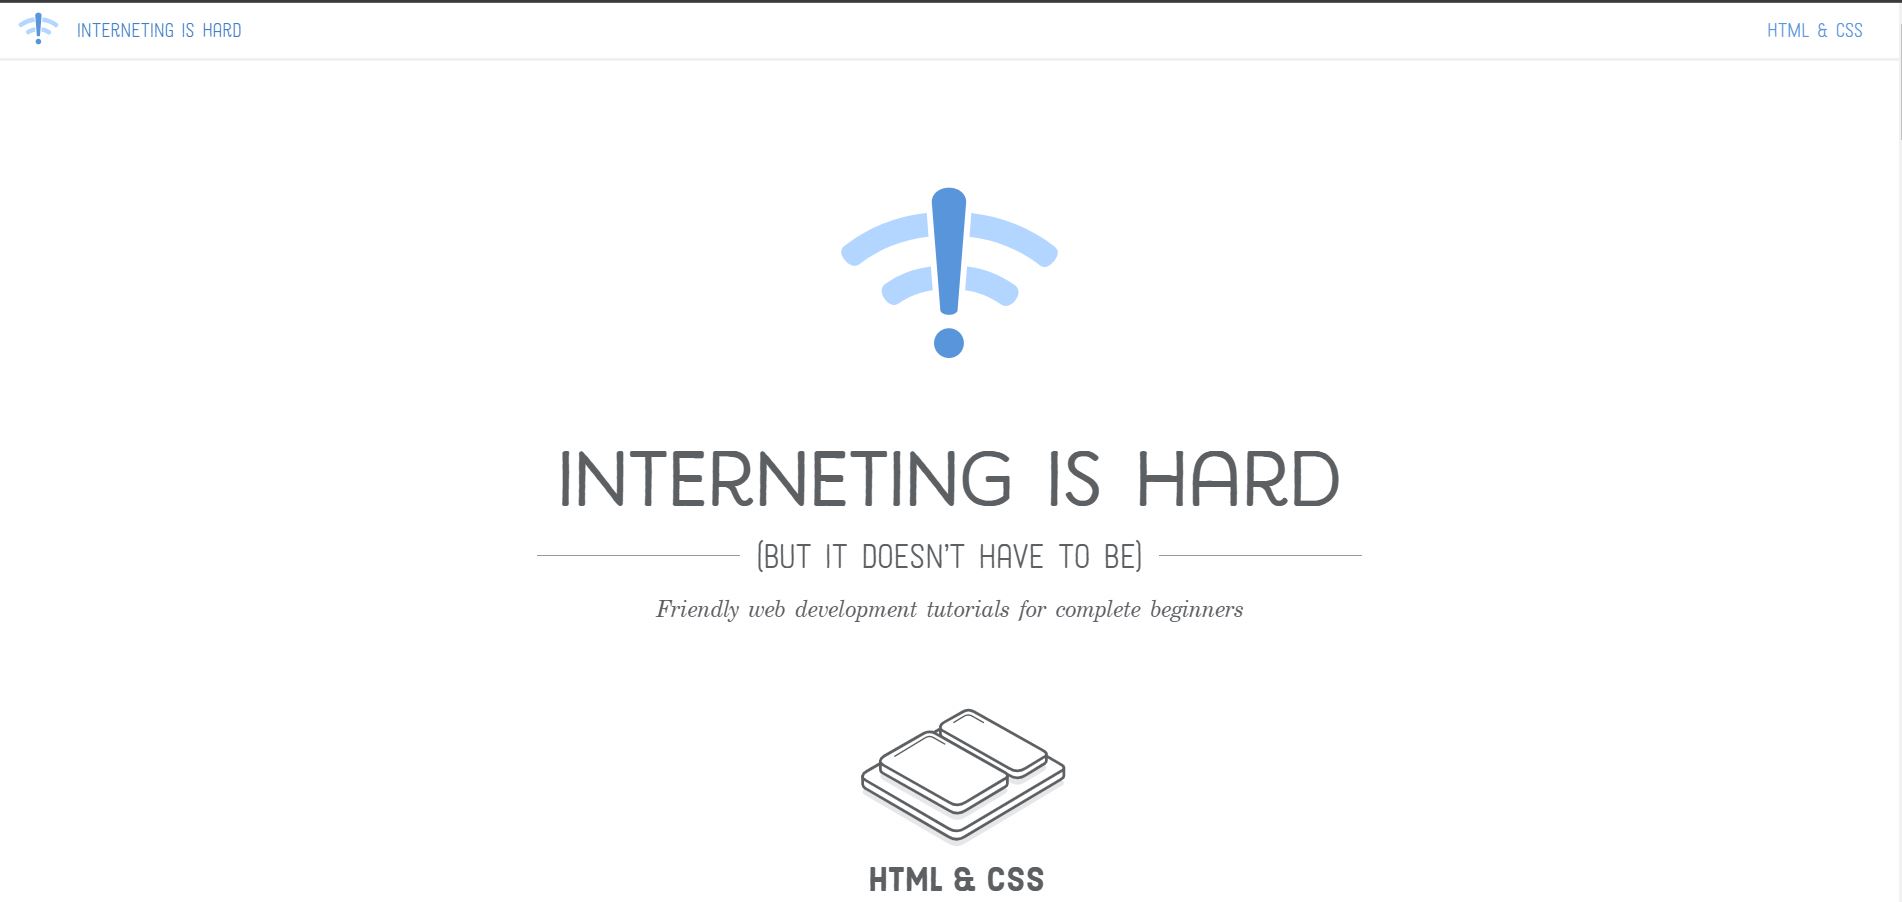 INTERNETING IS HARD
HTML & CSS
INTERNETING IS HARD
(BUT IT DOESN'T HAVE TO BE)
Friendly web development tutorials for complete beginners
HTML & CSS